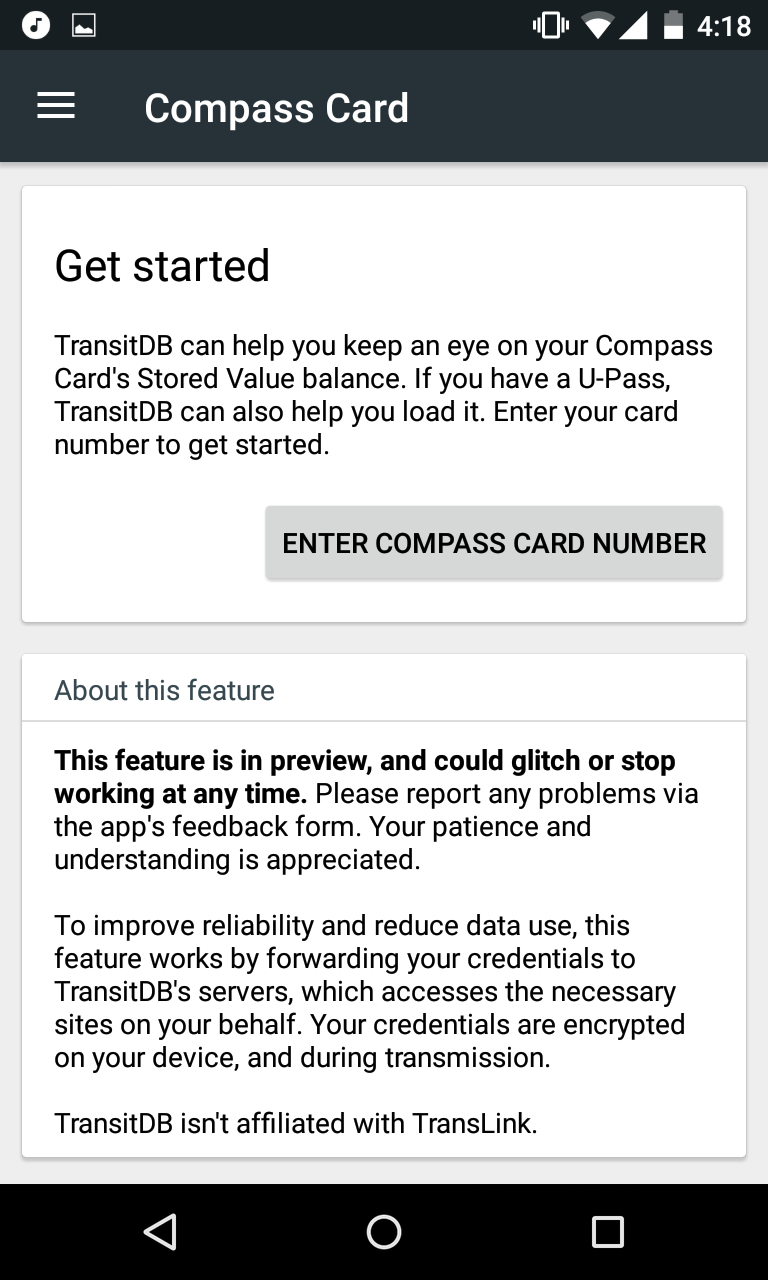 4:18
Compass Card
Get started
TransitDB can help you keep an eye on your Compass
Card's Stored Value balance. If you have a U-Pass,
TransitDB can also help you load it. Enter your card
number to get started.
ENTER COMPASS CARD NUMBER
About this feature
This feature is in preview, and could glitch or stop
working at any time. Please report any problems via
the app's feedback form. Your patience and
understanding is appreciated.
To improve reliability and reduce data use, this
feature works by forwarding your credentials to
TransitDB's servers, which accesses the necessary
sites on your behalf. Your credentials are encrypted
on your device, and during transmission.
TransitDB isn't affiliated with TransLink.